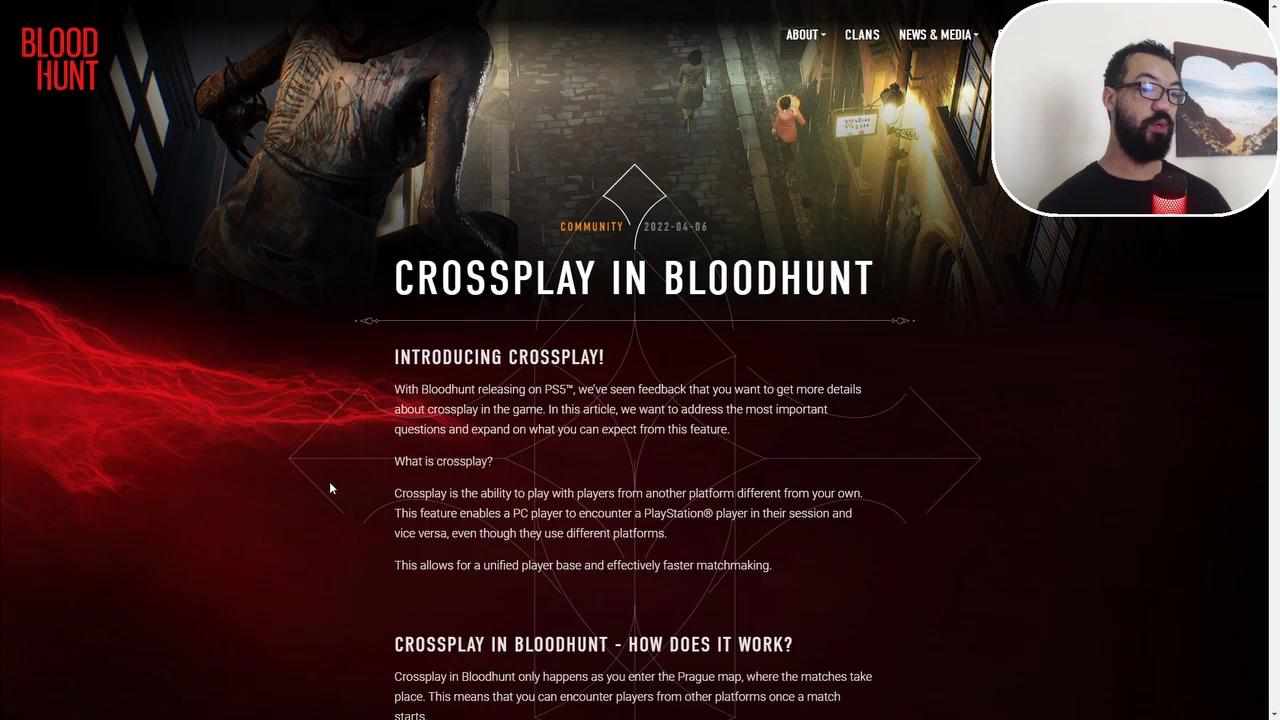 BLOOD
HUNT
ABOUT
CLANS
NEWS & MEDIA
COMMUNITY
2022-04-06
CROSSPLAY IN BLOODHUNT
INTRODUCING CROSSPLAY!
With Bloodhunt releasing on PS5™, we've seen feedback that you want to get more details
about crossplay in the game. In this article, we want to address the most important
questions and expand on what you can expect from this feature.
What is crossplay?
Crossplay is the ability to play with players from another platform different from your own.
This feature enables a PC player to encounter a PlayStation® player in their session and
vice versa, even though they use different platforms.
This allows for a unified player base and effectively faster matchmaking.
CROSSPLAY IN BLOODHUNT - HOW DOES IT WORK?
Crossplay in Bloodhunt only happens as you enter the Prague map, where the matches take
place. This means that you can encounter players from other platforms once a match
starts.